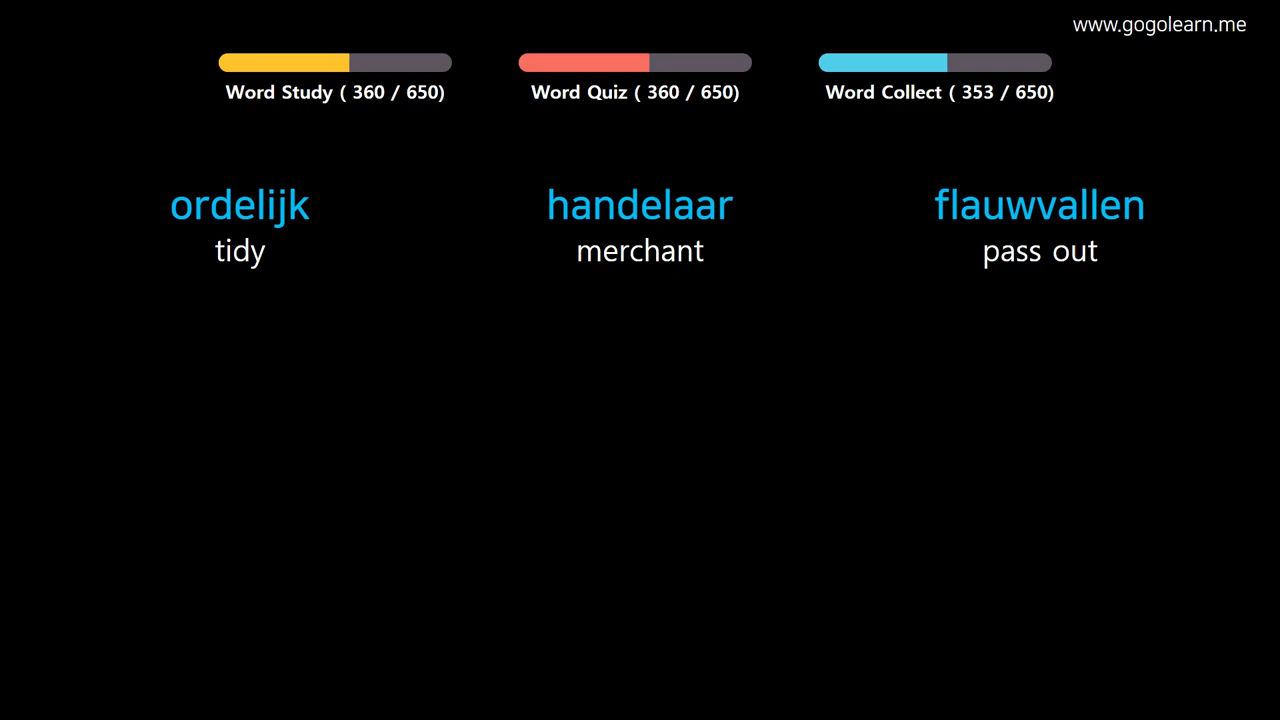 www.gogolearn.me
Word Study ( 360 / 650)
Word Quiz ( 360 / 650)
Word Collect ( 353 / 650)
ordelijk
tidy
handelaar
merchant
flauwvallen
pass out